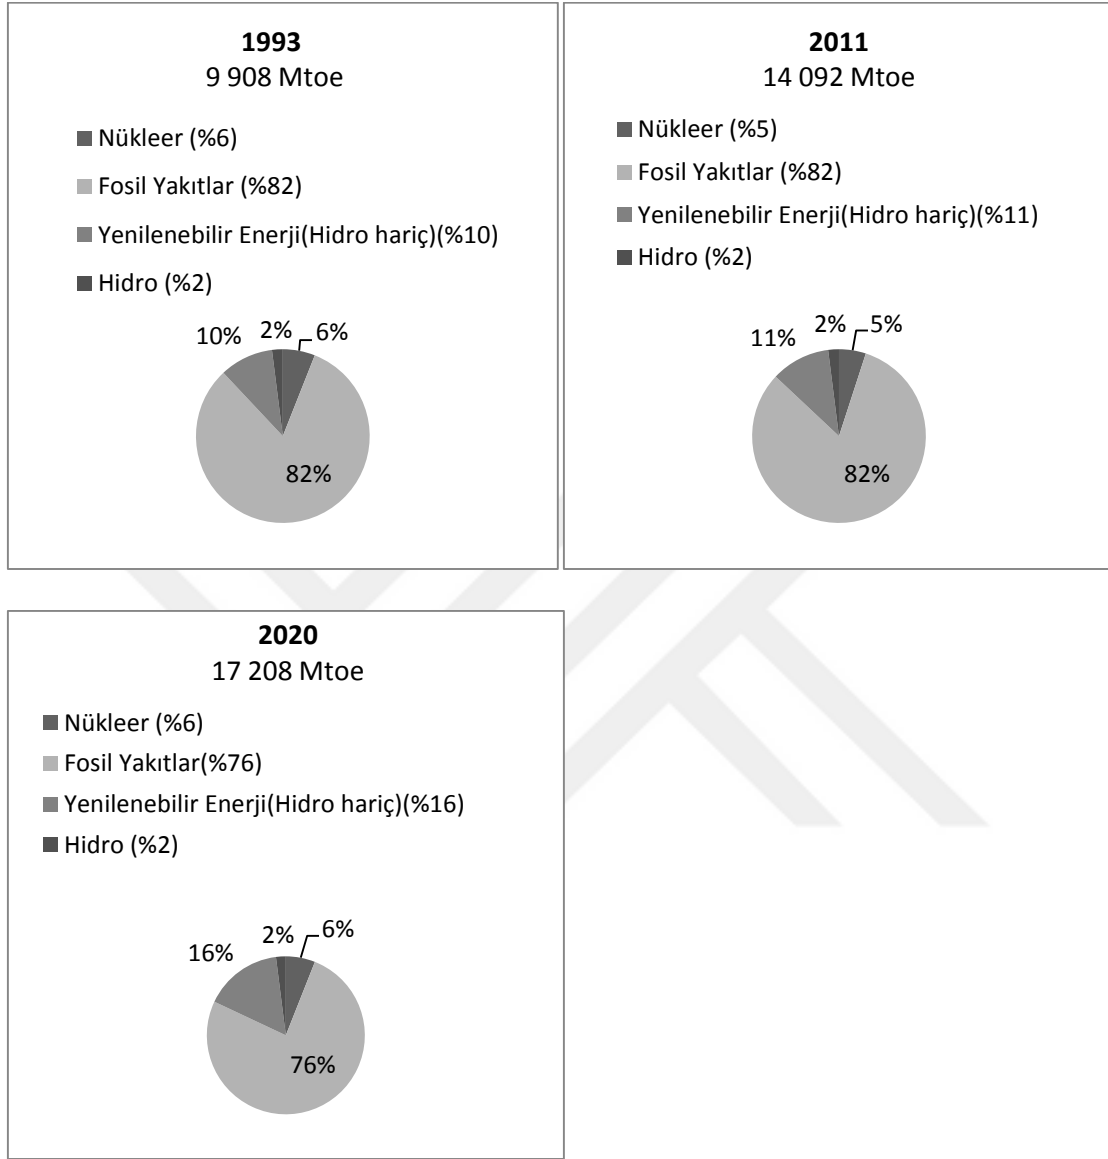 1993
9 908 Mtoe
Nükleer (%6)
Fosil Yakıtlar (%82)
Yenilenebilir Enerji(Hidro hariç)(%10)
Hidro (%2)
10%
2%
6%
82%
2011
14 092 Mtoe
Nükleer (%5)
Fosil Yakıtlar (%82)
Yenilenebilir Enerji(Hidro hariç)(%11)
Hidro (%2)
11%
2%
5%
82%
2020
17 208 Mtoe
Nükleer (%6)
Fosil Yakıtlar(%76)
Yenilenebilir Enerji(Hidro hariç)(%16)
Hidro (%2)
16%
2%
6%
76%